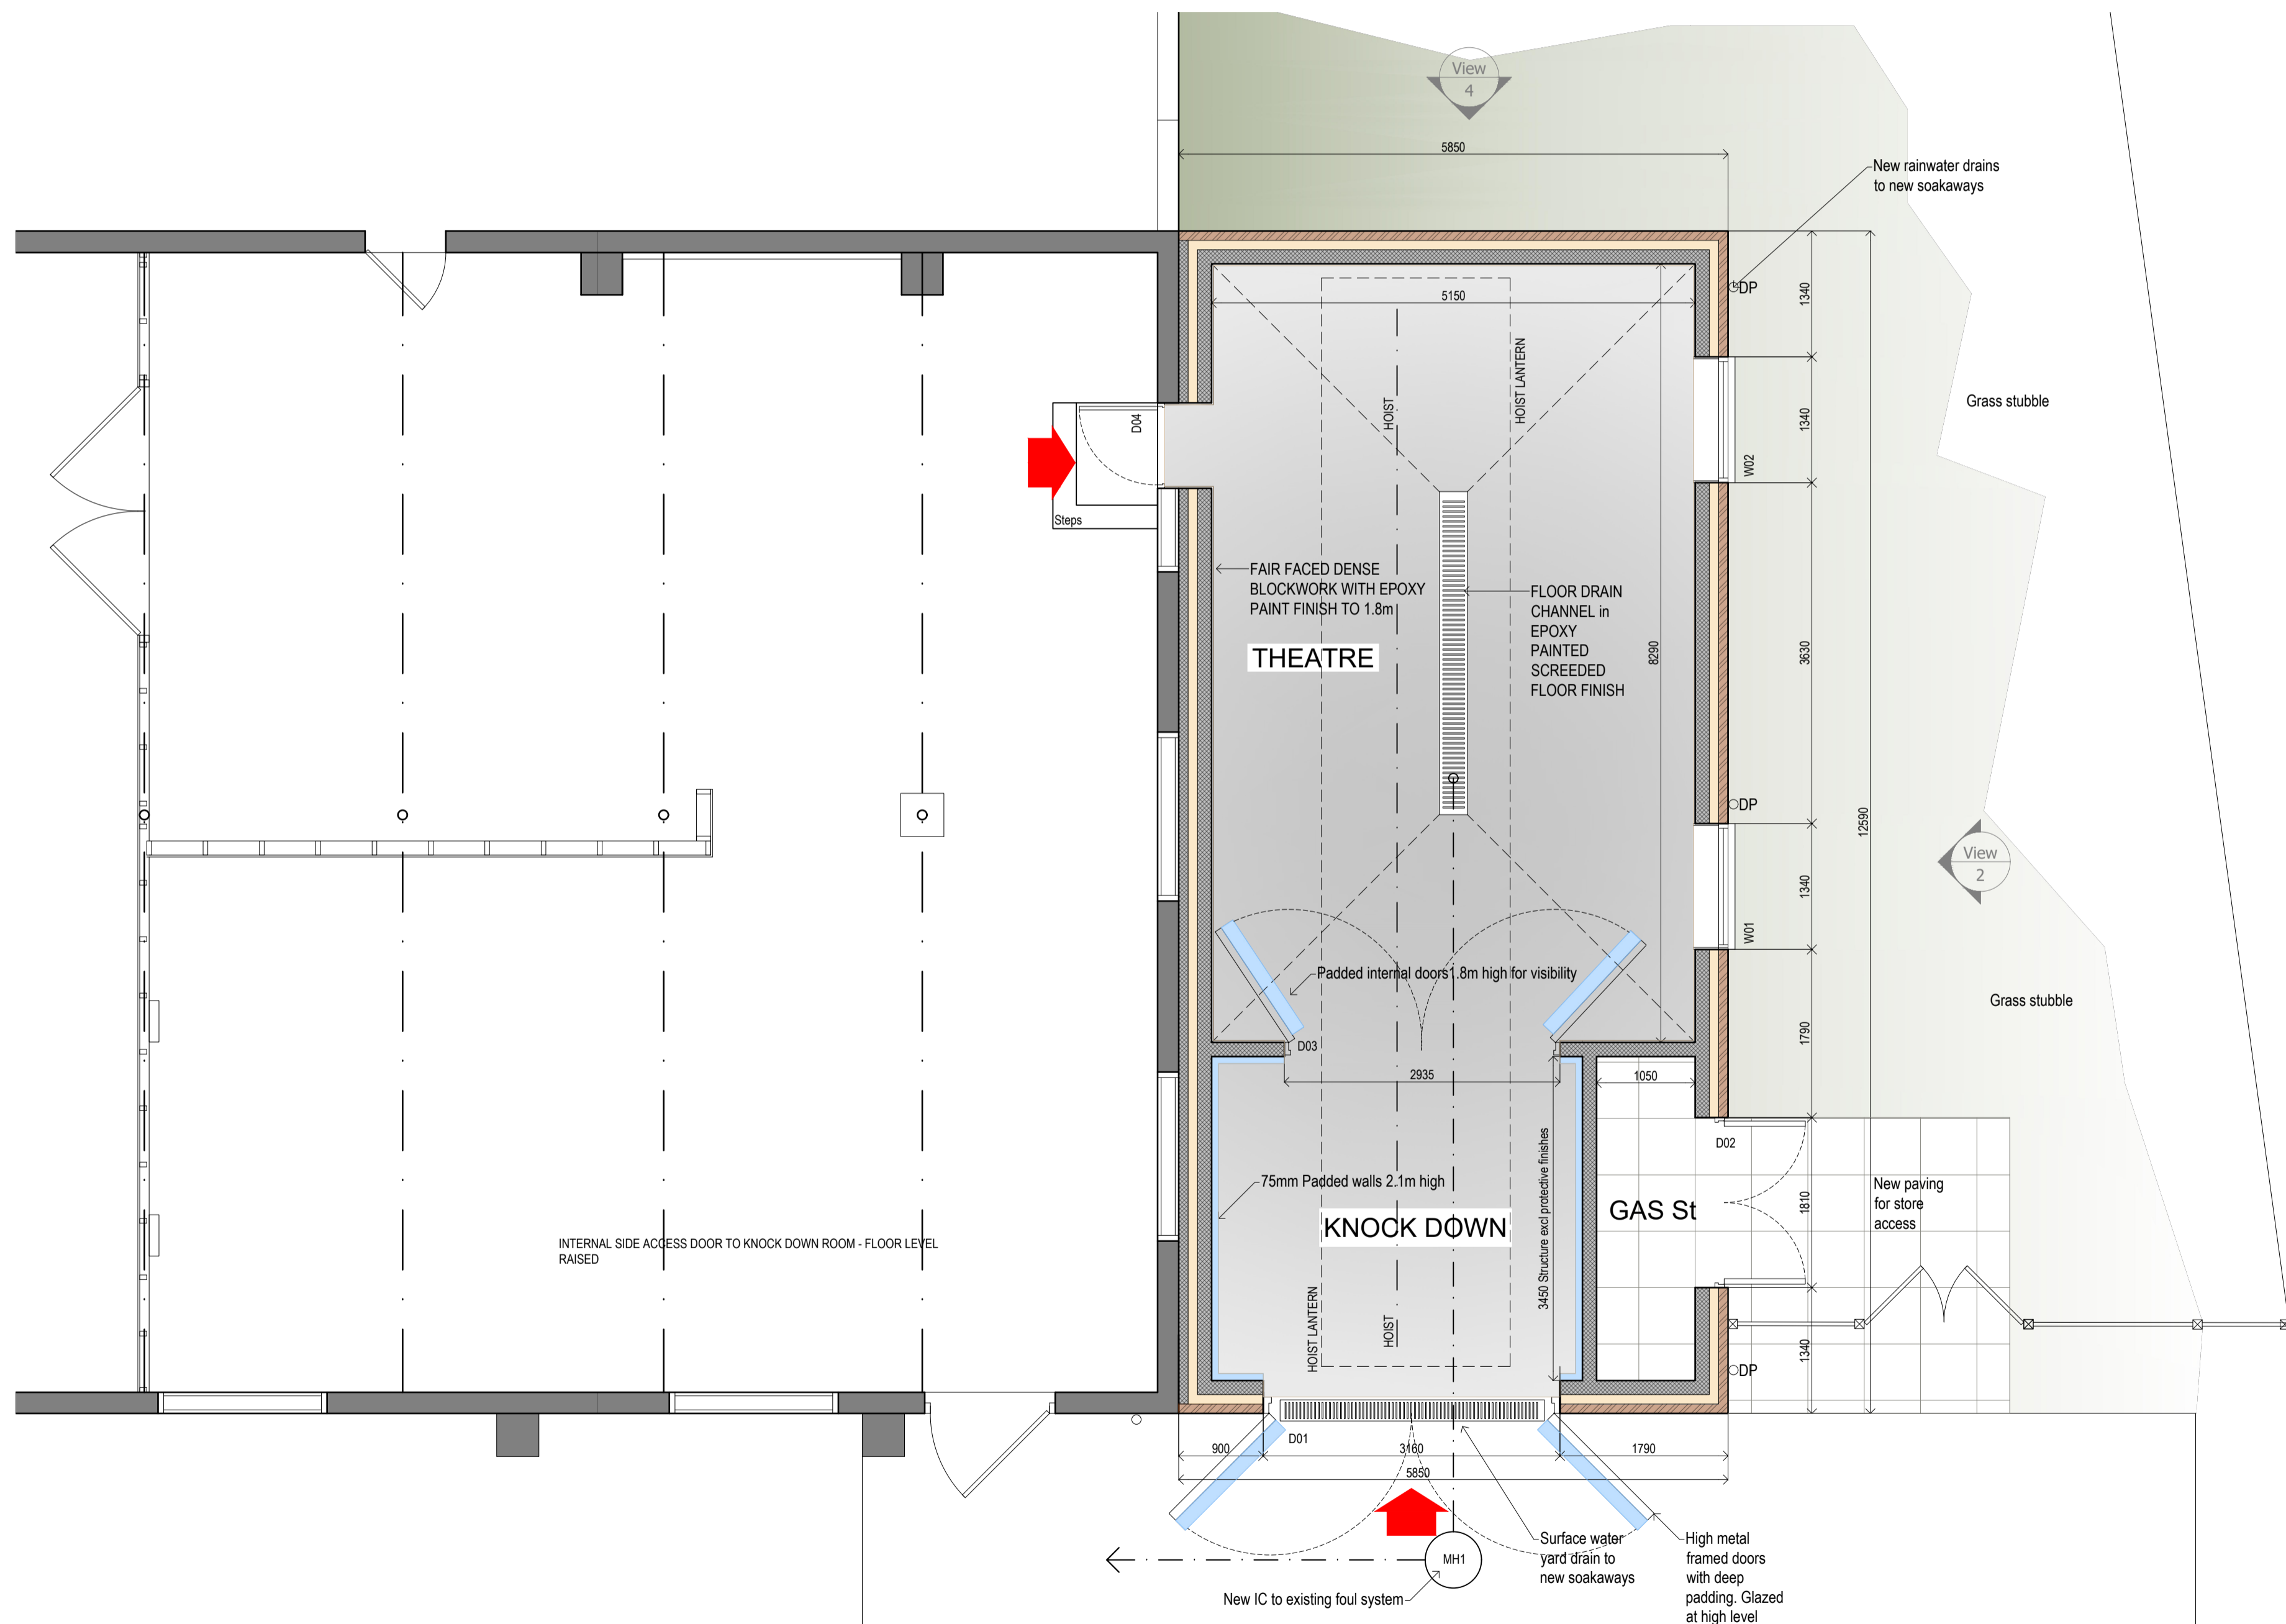 View
4
5850
New rainwater drains
to new soakaways
DP
5150
1340
HOIST
HOIST LANTERN
1340
Grass stubble
D04
W02
Steps
FAIR FACED DENSE
BLOCKWORK WITH EPOXY
PAINT FINISH TO 1.8m
FLOOR DRAIN
CHANNEL in
EPOXY
PAINTED
SCREEDED
FLOOR FINISH
THEATRE
8290
3630
DP
12590
View
2
1340
W01
Padded internal doors1.8m high for visibility
Grass stubble
1790
D03
2935
1050
D02
75mm Padded walls 2.1m high
3450 Structure excl protective finishes
New paving
for store
access
1810
GAS St
KNOCK DOWN
INTERNAL SIDE ACCESS DOOR TO KNOCK DOWN ROOM - FLOOR LEVEL
RAISED
HOIST LANTERN
HOIST
1340
DP
D01
900
3160
1790
5850
Surface water
yard drain to
new soakaways
High metal
framed doors
with deep
padding. Glazed
at high level
MH1
New IC to existing foul system